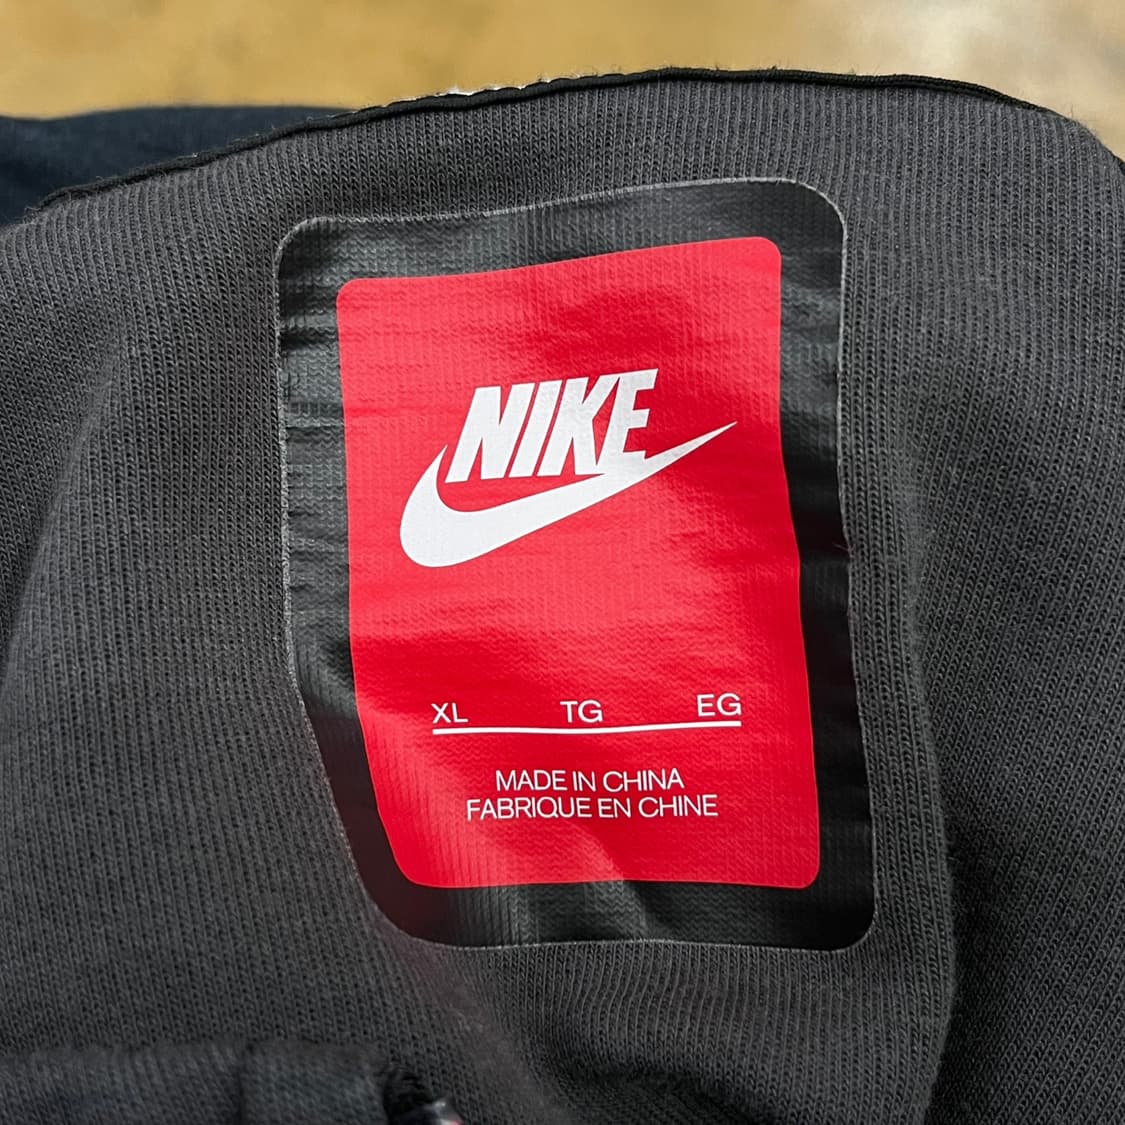 NIKE
XL TG EG
MADE IN CHINA
FABRIQUE EN CHINE